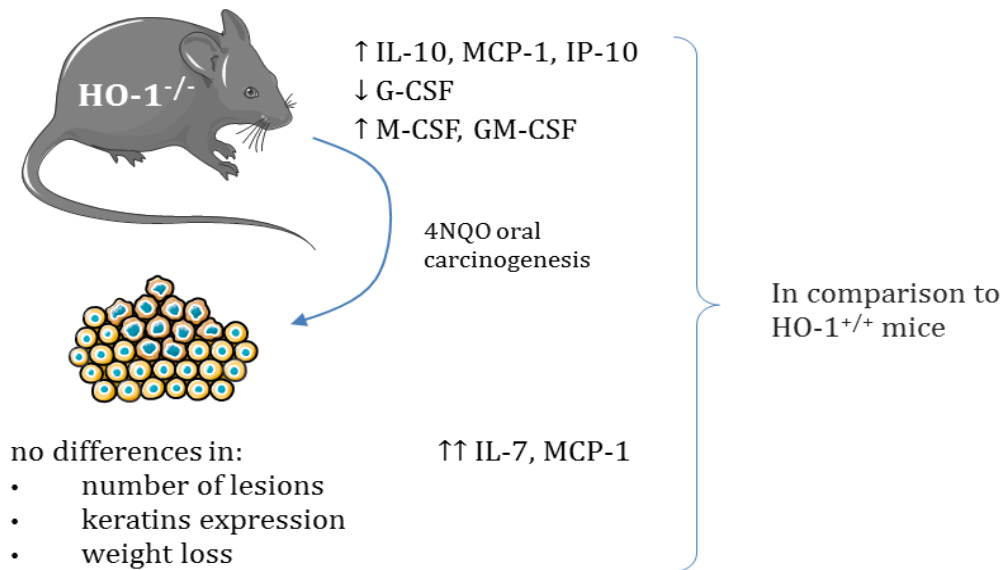 HO-1-/-
↑ IL-10, MCP-1, IP-10
↓ G-CSF
↑ M-CSF, GM-CSF
4NQO oral
carcinogenesis
In comparison to
HO-1+/+ mice
no differences in:
• number of lesions
• keratins expression
• weight loss
↑↑ IL-7, MCP-1